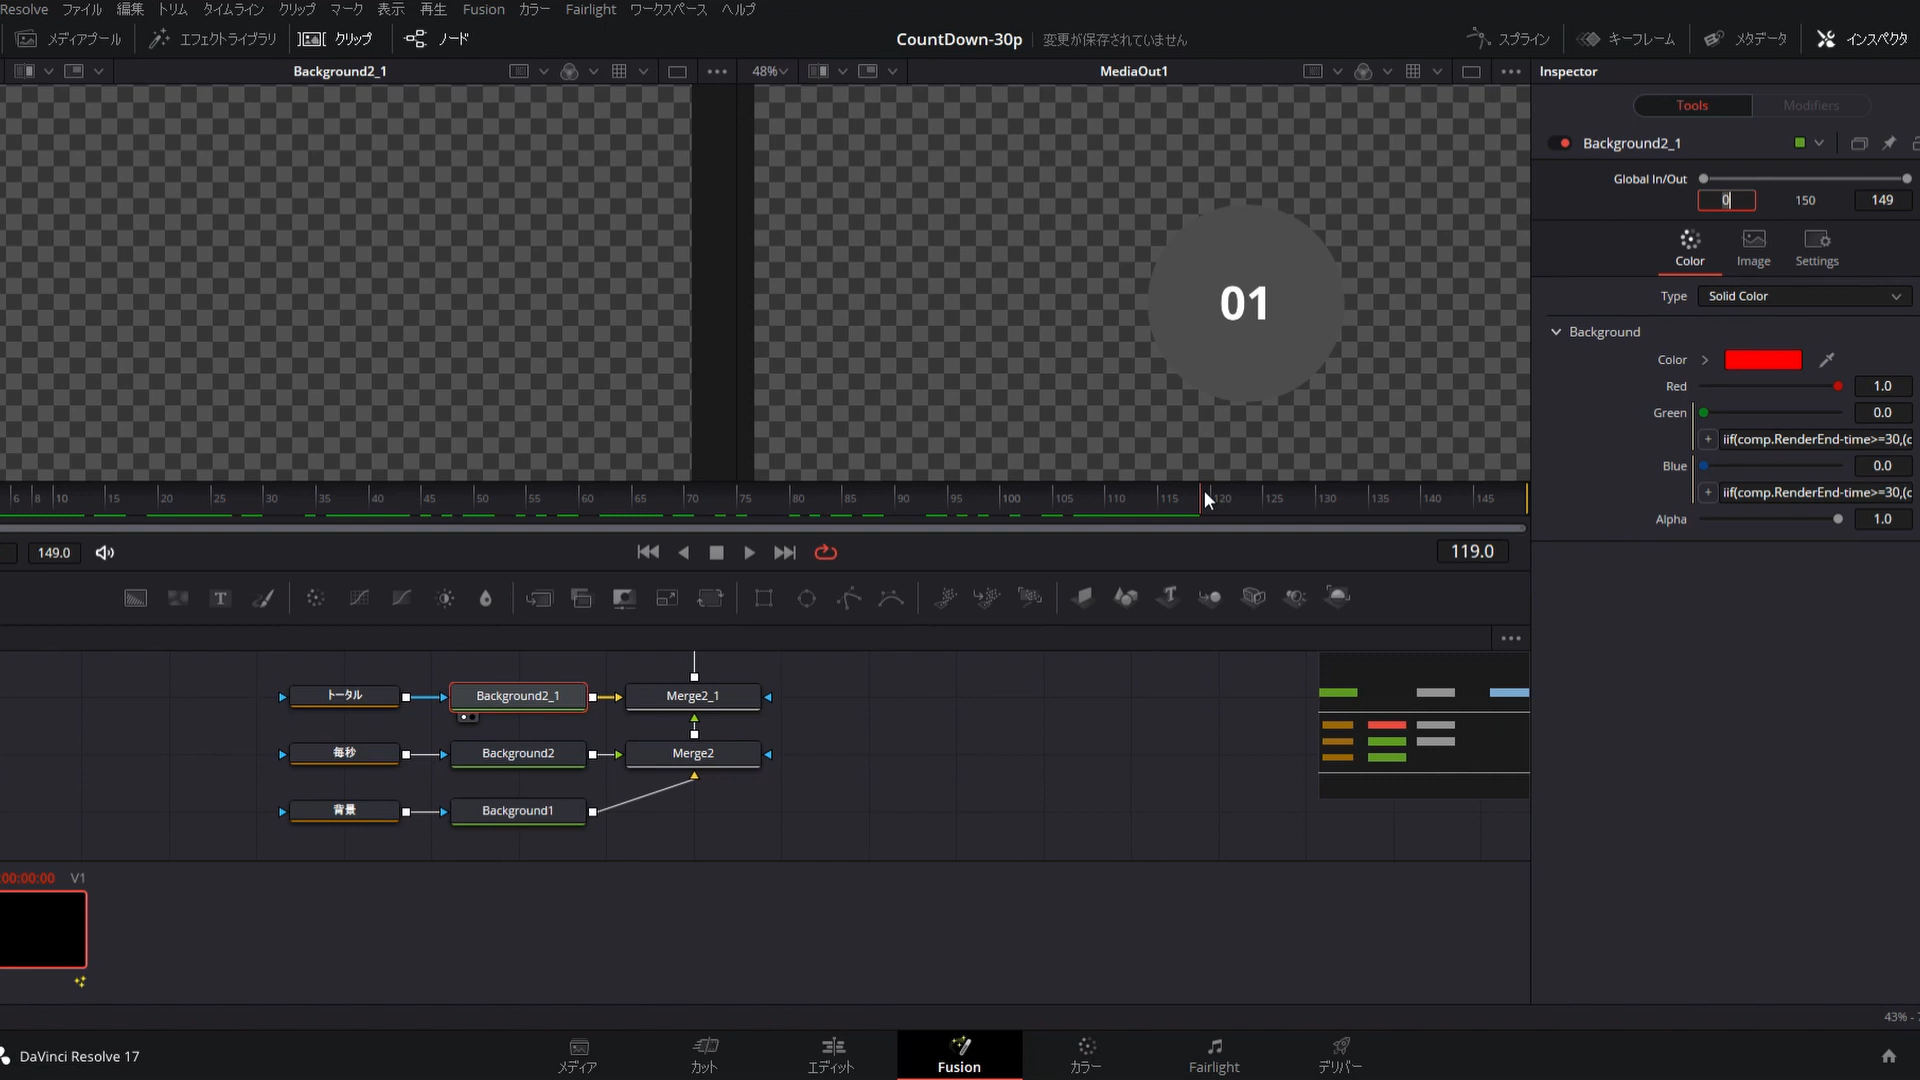 Resolve ファイル 編集 トリム タイムライン クリップ マーク 表示 再生 Fusion カラー Fairlight ワークスペース ヘルプ
メディアプール エフェクトライブラリ クリップ ノード CountDown-30p 変更が保存されていません スプライン キーフレーム メタデータ インスペクタ
Background2_1 48% MediaOut1 Inspector
Tools Modifiers
Background2_1
Global In/Out
0 150 149
Color Image Settings
Type Solid Color
Background
Color
Red 1.0
Green 0.0
iif(comp.RenderEnd-time>=30,(c
Blue 0.0
iif(comp.RenderEnd-time>=30,(c
Alpha 1.0
01
6 8 10 15 20 25 30 35 40 45 50 55 60 65 70 75 80 85 90 95 100 105 110 115 120 125 130 135 140 145
149.0 119.0
トータル Background2_1 Merge2_1
毎秒 Background2 Merge2
背景 Background1
00:00:00 V1
43% -
DaVinci Resolve 17
メディア カット エディット Fusion カラー Fairlight デリバー